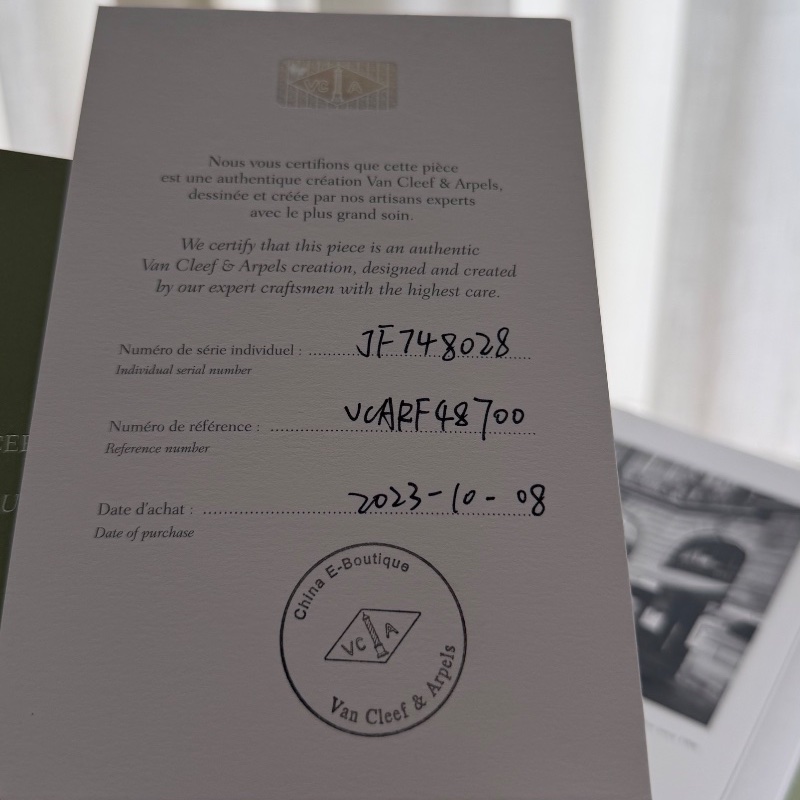 VC A
Nous vous certifions que cette pièce
est une authentique création Van Cleef & Arpels,
dessinée et créée par nos artisans experts
avec le plus grand soin.
We certify that this piece is an authentic
Van Cleef & Arpels creation, designed and created
by our expert craftsmen with the highest care.
Numéro de série individuel : JF748028
Individual serial number
Numéro de référence : VCARF48700
Reference number
Date d'achat : 2023-10-08
Date of purchase
China E-Boutique
VC A
Van Cleef & Arpels